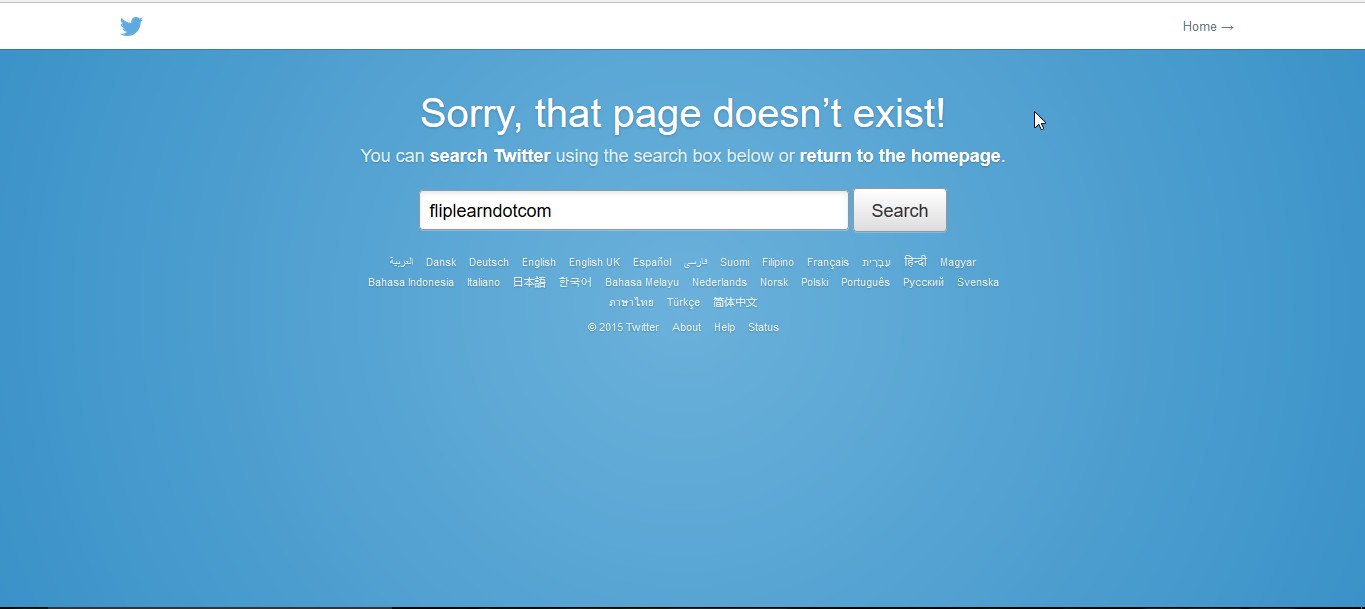 Home →
Sorry, that page doesn’t exist!
You can search Twitter using the search box below or return to the homepage.
fliplearndotcom Search
العربية Dansk Deutsch English English UK Español فارسی Suomi Filipino Français עִבְרִית हिन्दी Magyar
Bahasa Indonesia Italiano 日本語 한국어 Bahasa Melayu Nederlands Norsk Polski Português Русский Svenska
ภาษาไทย Türkçe 简体中文
© 2015 Twitter About Help Status